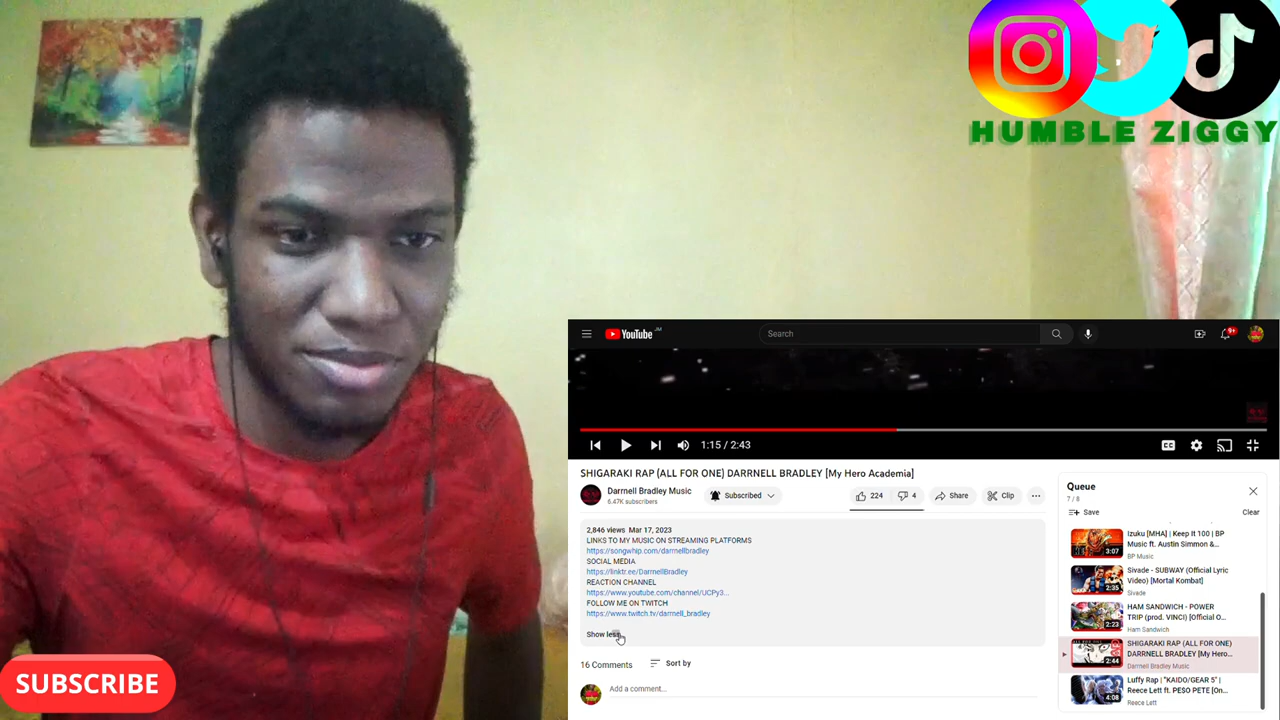 HUMBLE ZIGGY
YouTube JM
Search
9+
1:15 / 2:43
SHIGARAKI RAP (ALL FOR ONE) DARRNELL BRADLEY [My Hero Academia]
Darrnell Bradley Music
6.47K subscribers
Subscribed
224
4
Share
Clip
2,846 views Mar 17, 2023
LINKS TO MY MUSIC ON STREAMING PLATFORMS
https://songwhip.com/darrnellbradley
SOCIAL MEDIA
https://linktr.ee/DarrnellBradley
REACTION CHANNEL
https://www.youtube.com/channel/UCPy3...
FOLLOW ME ON TWITCH
https://www.twitch.tv/darrnell_bradley
Show less
16 Comments
Sort by
Add a comment...
Queue
7 / 8
Save
Clear
Izuku [MHA] | Keep It 100 | BP
Music ft. Austin Simmon &...
BP Music
3:07
Sivade - SUBWAY (Official Lyric
Video) [Mortal Kombat]
Sivade
2:35
HAM SANDWICH - POWER
TRIP (prod. VINCI) [Official O...
Ham Sandwich
2:23
SHIGARAKI RAP (ALL FOR ONE)
DARRNELL BRADLEY [My Hero...
Darrnell Bradley Music
2:44
Luffy Rap | "KAIDO/GEAR 5" |
Reece Lett ft. PESO PETE [On...
Reece Lett
4:08
SUBSCRIBE